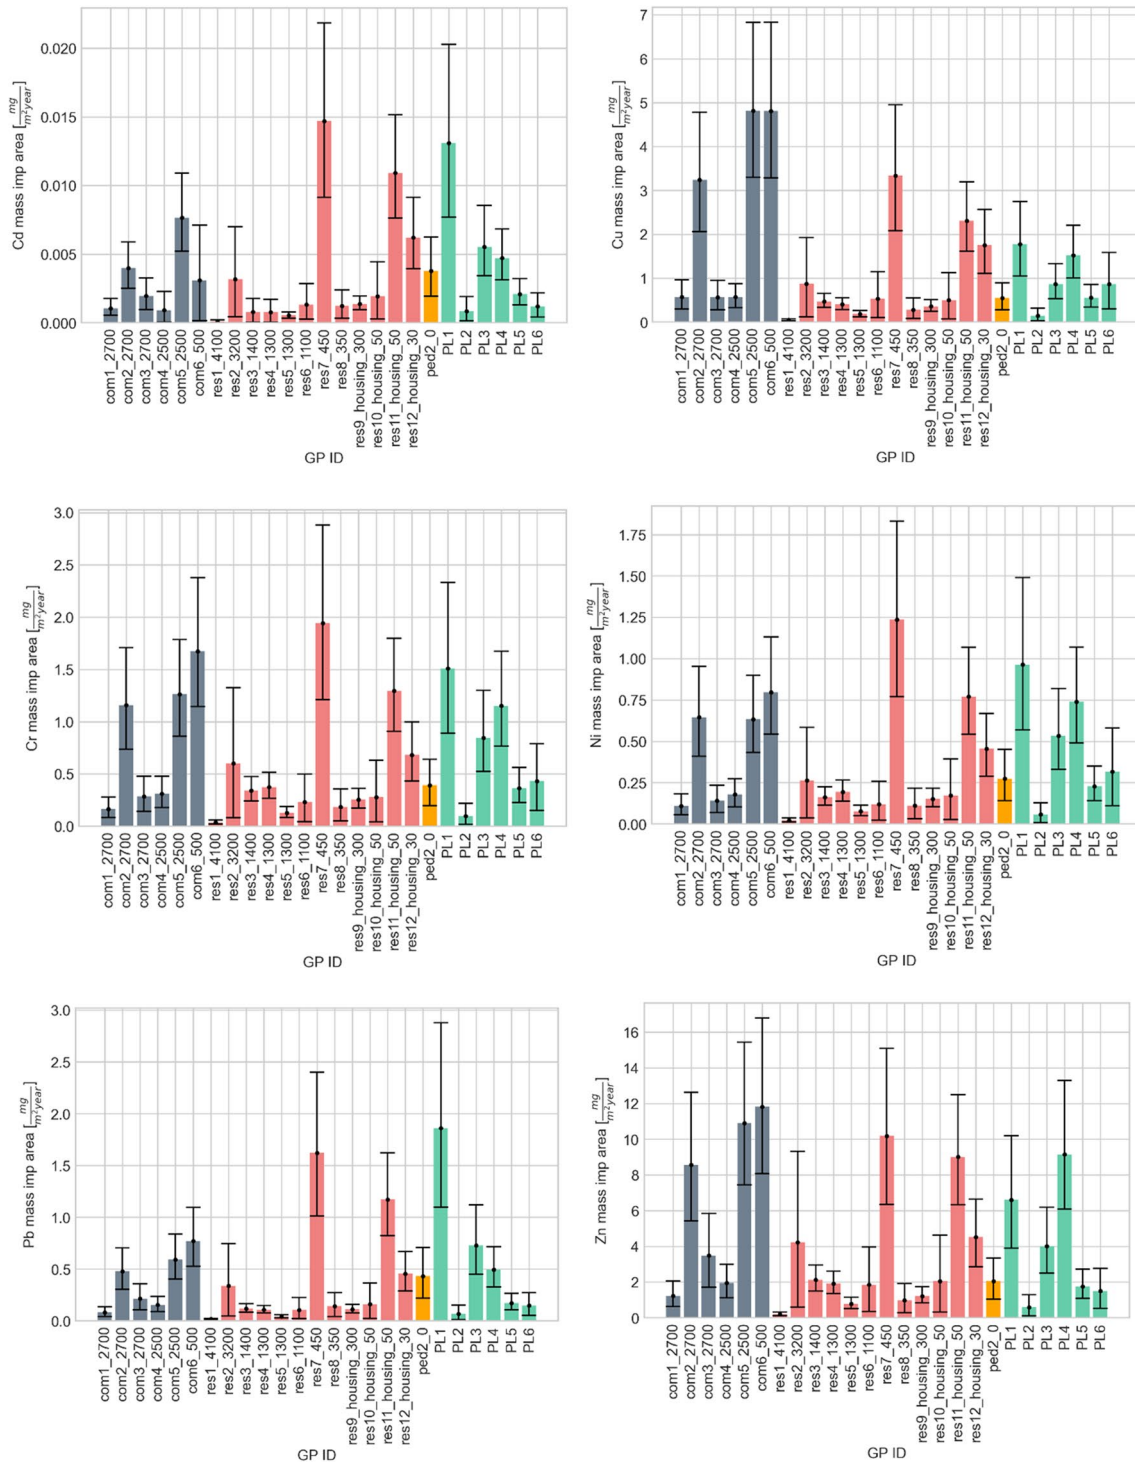 Cd mass imp area [mg/m²year]
0.020
0.015
0.010
0.005
0.000
com1_2700
com2_2700
com3_2700
com4_2500
com5_2500
com6_500
res1_4100
res2_3200
res3_1400
res4_1300
res5_1300
res6_1100
res7_450
res8_350
res9_housing_300
res10_housing_50
res11_housing_50
res12_housing_30
ped2_0
PL1
PL2
PL3
PL4
PL5
PL6
GP ID
Cu mass imp area [mg/m²year]
7
6
5
4
3
2
1
0
com1_2700
com2_2700
com3_2700
com4_2500
com5_2500
com6_500
res1_4100
res2_3200
res3_1400
res4_1300
res5_1300
res6_1100
res7_450
res8_350
res9_housing_300
res10_housing_50
res11_housing_50
res12_housing_30
ped2_0
PL1
PL2
PL3
PL4
PL5
PL6
GP ID
Cr mass imp area [mg/m²year]
3.0
2.5
2.0
1.5
1.0
0.5
0.0
com1_2700
com2_2700
com3_2700
com4_2500
com5_2500
com6_500
res1_4100
res2_3200
res3_1400
res4_1300
res5_1300
res6_1100
res7_450
res8_350
res9_housing_300
res10_housing_50
res11_housing_50
res12_housing_30
ped2_0
PL1
PL2
PL3
PL4
PL5
PL6
GP ID
Ni mass imp area [mg/m²year]
1.75
1.50
1.25
1.00
0.75
0.50
0.25
0.00
com1_2700
com2_2700
com3_2700
com4_2500
com5_2500
com6_500
res1_4100
res2_3200
res3_1400
res4_1300
res5_1300
res6_1100
res7_450
res8_350
res9_housing_300
res10_housing_50
res11_housing_50
res12_housing_30
ped2_0
PL1
PL2
PL3
PL4
PL5
PL6
GP ID
Pb mass imp area [mg/m²year]
3.0
2.5
2.0
1.5
1.0
0.5
0.0
com1_2700
com2_2700
com3_2700
com4_2500
com5_2500
com6_500
res1_4100
res2_3200
res3_1400
res4_1300
res5_1300
res6_1100
res7_450
res8_350
res9_housing_300
res10_housing_50
res11_housing_50
res12_housing_30
ped2_0
PL1
PL2
PL3
PL4
PL5
PL6
GP ID
Zn mass imp area [mg/m²year]
16
14
12
10
8
6
4
2
0
com1_2700
com2_2700
com3_2700
com4_2500
com5_2500
com6_500
res1_4100
res2_3200
res3_1400
res4_1300
res5_1300
res6_1100
res7_450
res8_350
res9_housing_300
res10_housing_50
res11_housing_50
res12_housing_30
ped2_0
PL1
PL2
PL3
PL4
PL5
PL6
GP ID